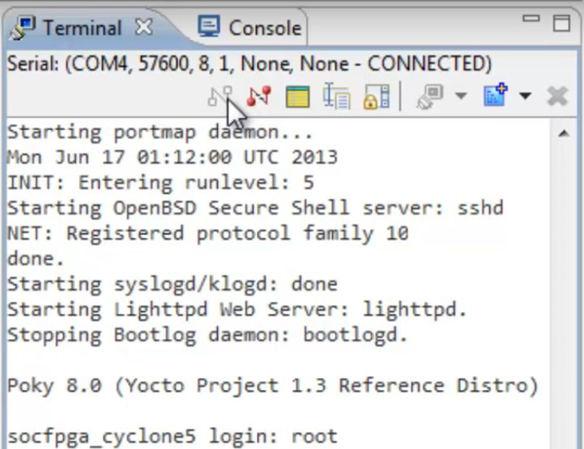 Terminal Console
Serial: (COM4, 57600, 8, 1, None, None - CONNECTED)
Starting portmap daemon...
Mon Jun 17 01:12:00 UTC 2013
INIT: Entering runlevel: 5
Starting OpenBSD Secure Shell server: sshd
NET: Registered protocol family 10
done.
Starting syslogd/klogd: done
Starting Lighttpd Web Server: lighttpd.
Stopping Bootlog daemon: bootlogd.
Poky 8.0 (Yocto Project 1.3 Reference Distro)
socfpga_cyclone5 login: root